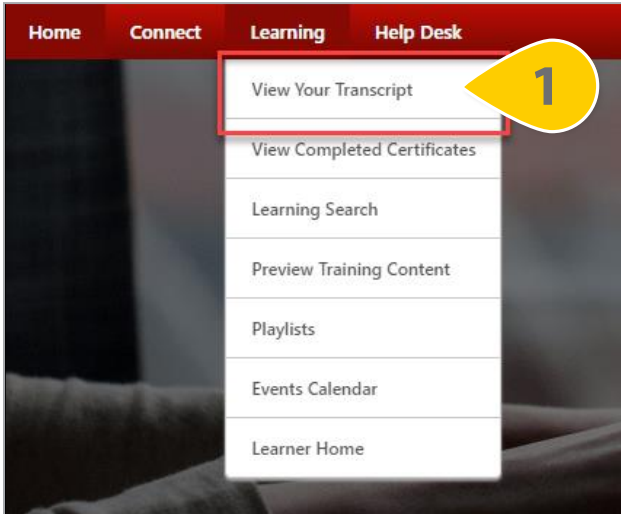 Home Connect Learning Help Desk
View Your Transcript 1
View Completed Certificates
Learning Search
Preview Training Content
Playlists
Events Calendar
Learner Home